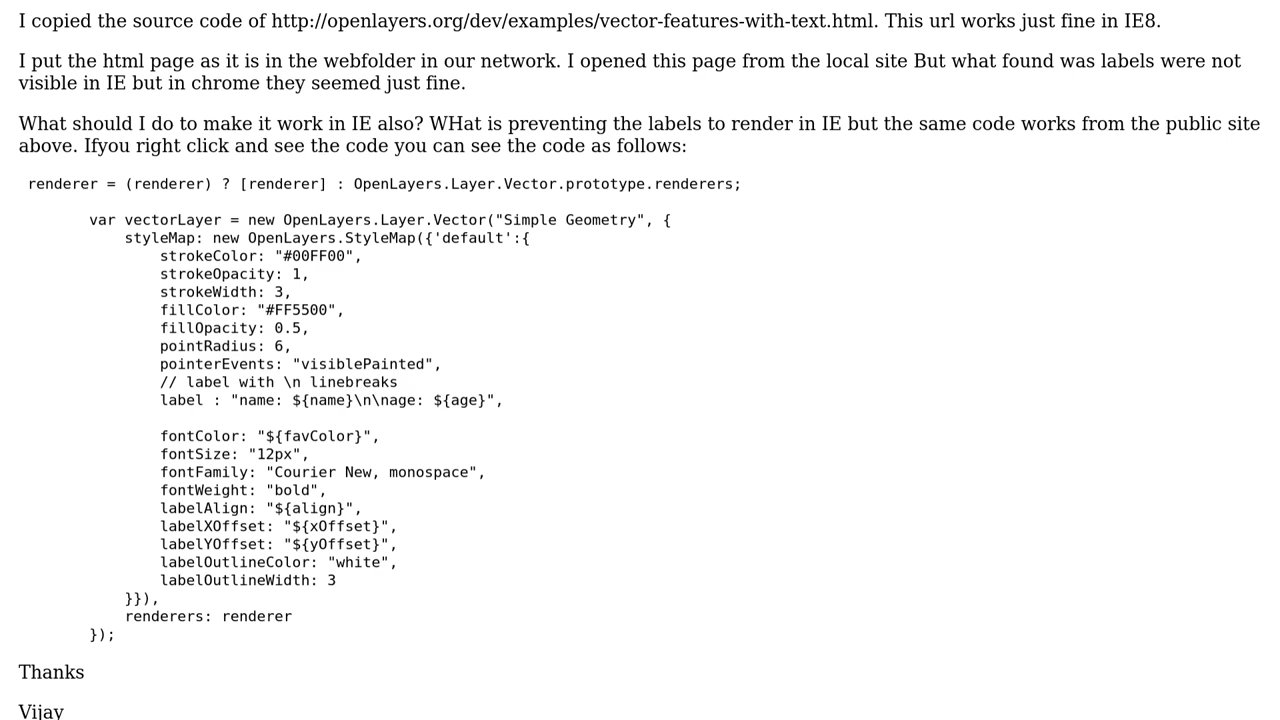 I copied the source code of http://openlayers.org/dev/examples/vector-features-with-text.html. This url works just fine in IE8.
I put the html page as it is in the webfolder in our network. I opened this page from the local site But what found was labels were not
visible in IE but in chrome they seemed just fine.
What should I do to make it work in IE also? WHat is preventing the labels to render in IE but the same code works from the public site
above. Ifyou right click and see the code you can see the code as follows:
renderer = (renderer) ? [renderer] : OpenLayers.Layer.Vector.prototype.renderers;
var vectorLayer = new OpenLayers.Layer.Vector("Simple Geometry", {
styleMap: new OpenLayers.StyleMap({'default':{
strokeColor: "#00FF00",
strokeOpacity: 1,
strokeWidth: 3,
fillColor: "#FF5500",
fillOpacity: 0.5,
pointRadius: 6,
pointerEvents: "visiblePainted",
// label with \n linebreaks
label : "name: ${name}\n\nage: ${age}",
fontColor: "${favColor}",
fontSize: "12px",
fontFamily: "Courier New, monospace",
fontWeight: "bold",
labelAlign: "${align}",
labelXOffset: "${xOffset}",
labelYOffset: "${yOffset}",
labelOutlineColor: "white",
labelOutlineWidth: 3
}}),
renderers: renderer
});
Thanks
Vijay